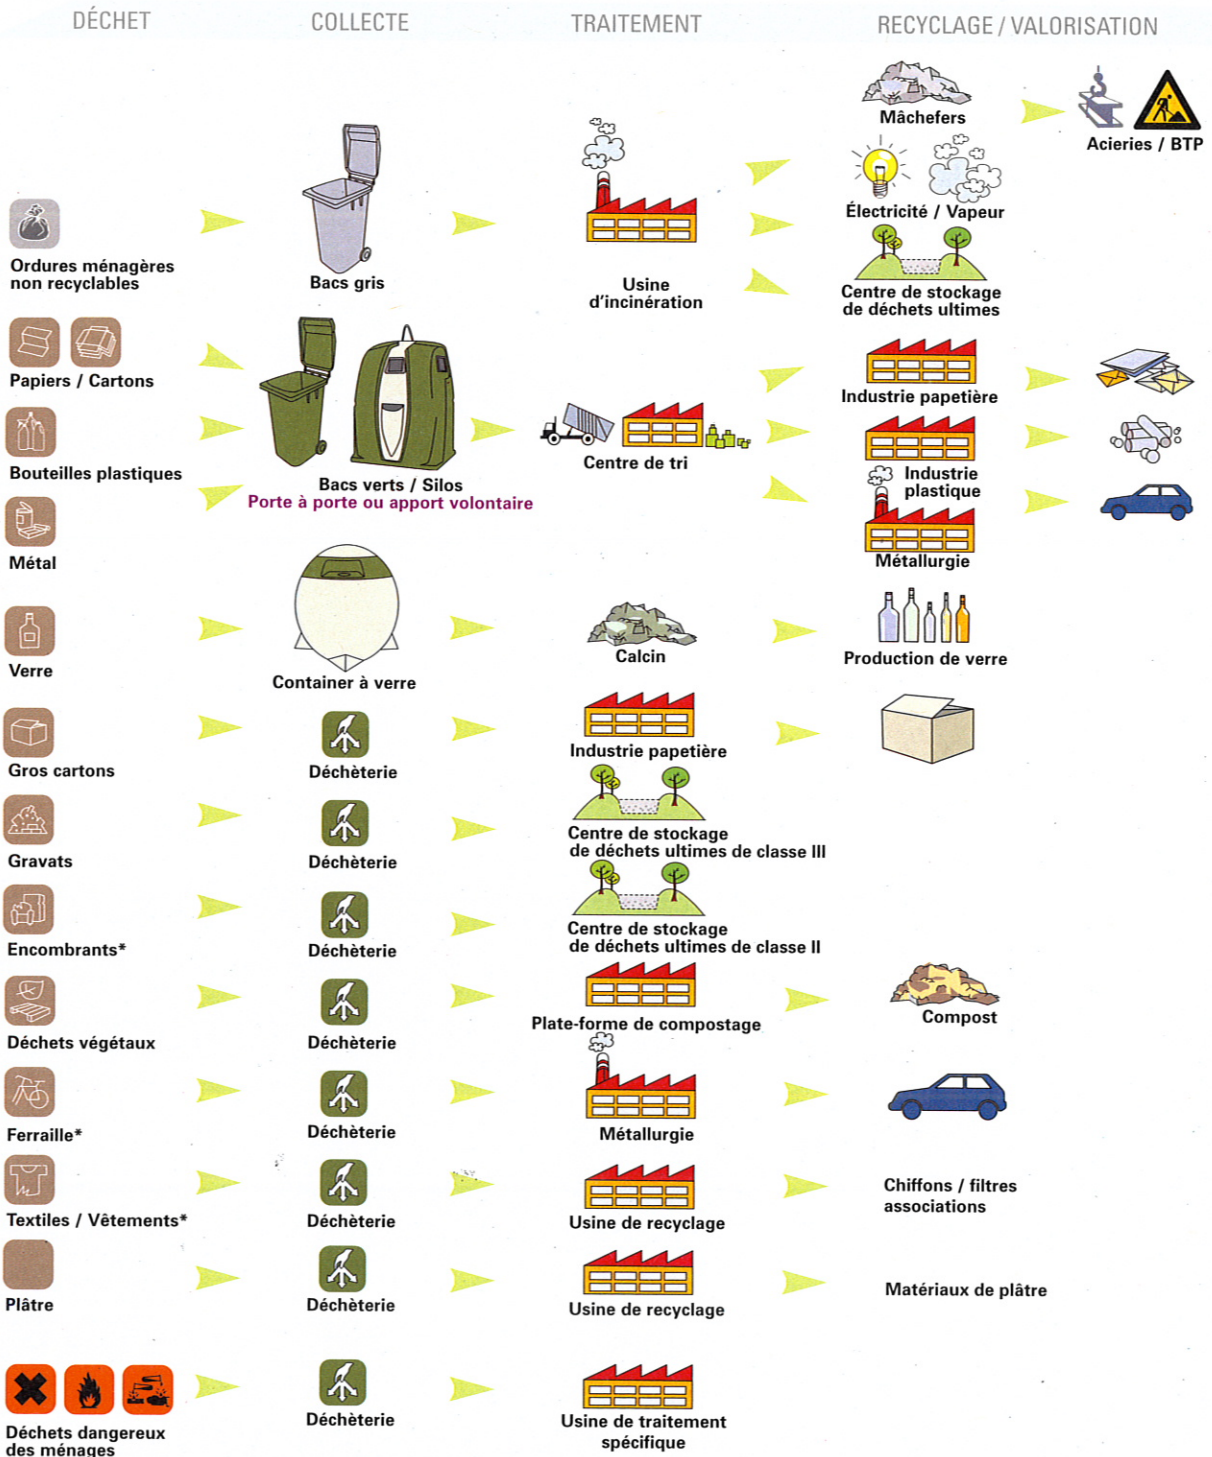 DÉCHET
COLLECTE
TRAITEMENT
RECYCLAGE / VALORISATION
Mâchefers
Acieries / BTP
Électricité / Vapeur
Ordures ménagères
non recyclables
Bacs gris
Usine
d'incinération
Centre de stockage
de déchets ultimes
Papiers / Cartons
Industrie papetière
Bouteilles plastiques
Bacs verts / Silos
Porte à porte ou apport volontaire
Centre de tri
Industrie
plastique
Métal
Métallurgie
Verre
Container à verre
Calcin
Production de verre
Gros cartons
Déchèterie
Industrie papetière
Gravats
Déchèterie
Centre de stockage
de déchets ultimes de classe III
Encombrants*
Déchèterie
Centre de stockage
de déchets ultimes de classe II
Déchets végétaux
Déchèterie
Plate-forme de compostage
Compost
Ferraille*
Déchèterie
Métallurgie
Textiles / Vêtements*
Déchèterie
Usine de recyclage
Chiffons / filtres
associations
Plâtre
Déchèterie
Usine de recyclage
Matériaux de plâtre
Déchets dangereux
des ménages
Déchèterie
Usine de traitement
spécifique